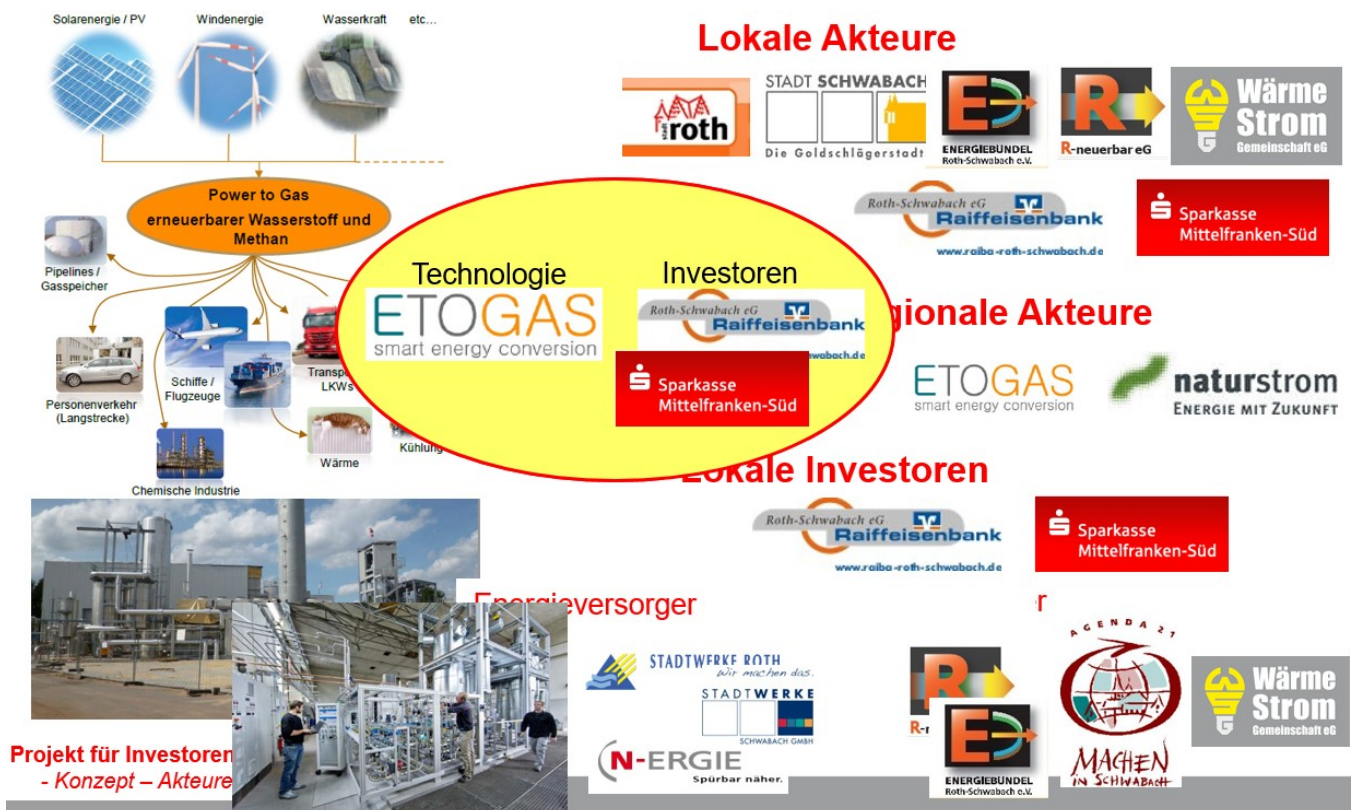 Solarenergie / PV
Windenergie
Wasserkraft
etc...
Power to Gas
erneuerbarer Wasserstoff und
Methan
Pipelines /
Gasspeicher
Personenverkehr
(Langstrecke)
Schiffe /
Flugzeuge
LKWs
Wärme
Kühlung
Chemische Industrie
Lokale Akteure
stadt
roth
STADT SCHWABACH
Die Goldschlägerstadt
ENERGIEBÜNDEL
Roth-Schwabach e.V.
R-neuerbar eG
Wärme
Strom
Gemeinschaft eG
Roth-Schwabach eG
Raiffeisenbank
www.raiba-roth-schwabach.de
Sparkasse
Mittelfranken-Süd
Technologie
ETOGAS
smart energy conversion
Investoren
Roth-Schwabach eG
Raiffeisenbank
wabach.de
Sparkasse
Mittelfranken-Süd
gionale Akteure
ETOGAS
smart energy conversion
naturstrom
ENERGIE MIT ZUKUNFT
Lokale Investoren
Roth-Schwabach eG
Raiffeisenbank
www.raiba-roth-schwabach.de
Sparkasse
Mittelfranken-Süd
Energieversorger
er
STADTWERKE ROTH
Wir machen das.
STADTWERKE
SCHWABACH GMBH
N-ERGIE
Spürbar näher.
R
ENERGIEBÜNDEL
Roth-Schwabach e.V.
AGENDA 21
MACHEN
IN SCHWABACH
Wärme
Strom
Gemeinschaft eG
Projekt für Investoren
- Konzept – Akteure